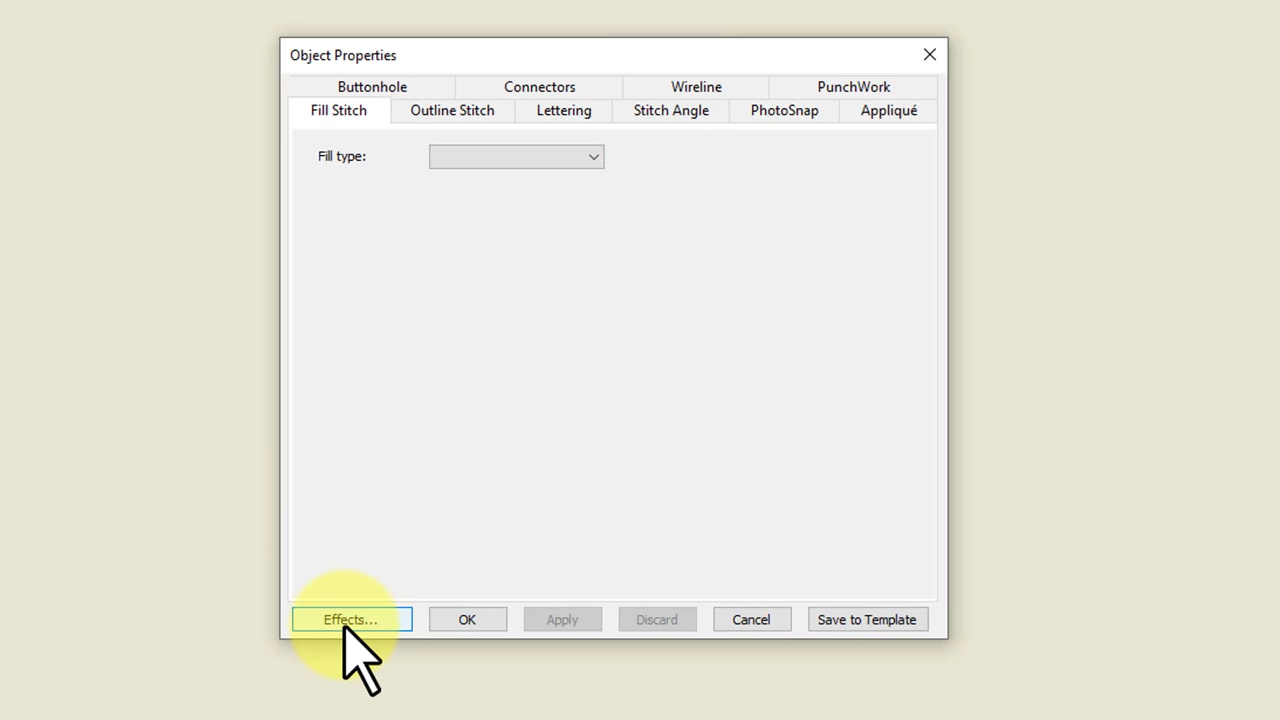 Object Properties
Buttonhole Connectors Wireline PunchWork
Fill Stitch Outline Stitch Lettering Stitch Angle PhotoSnap Appliqué
Fill type:
Effects... OK Apply Discard Cancel Save to Template